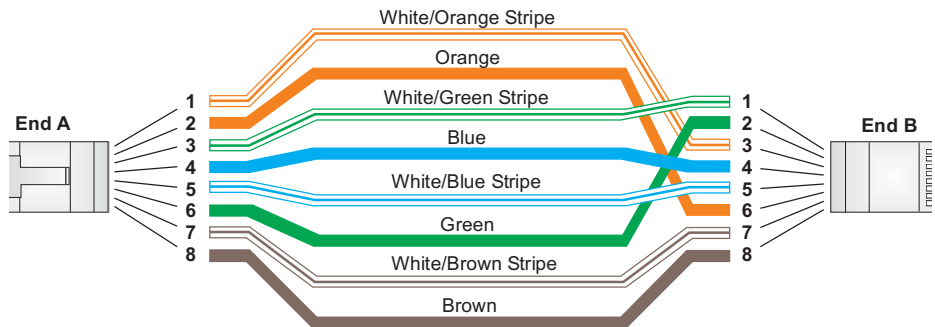 White/Orange Stripe
Orange
White/Green Stripe
Blue
White/Blue Stripe
Green
White/Brown Stripe
Brown
End A
1
2
3
4
5
6
7
8
End B
1
2
3
4
5
6
7
8